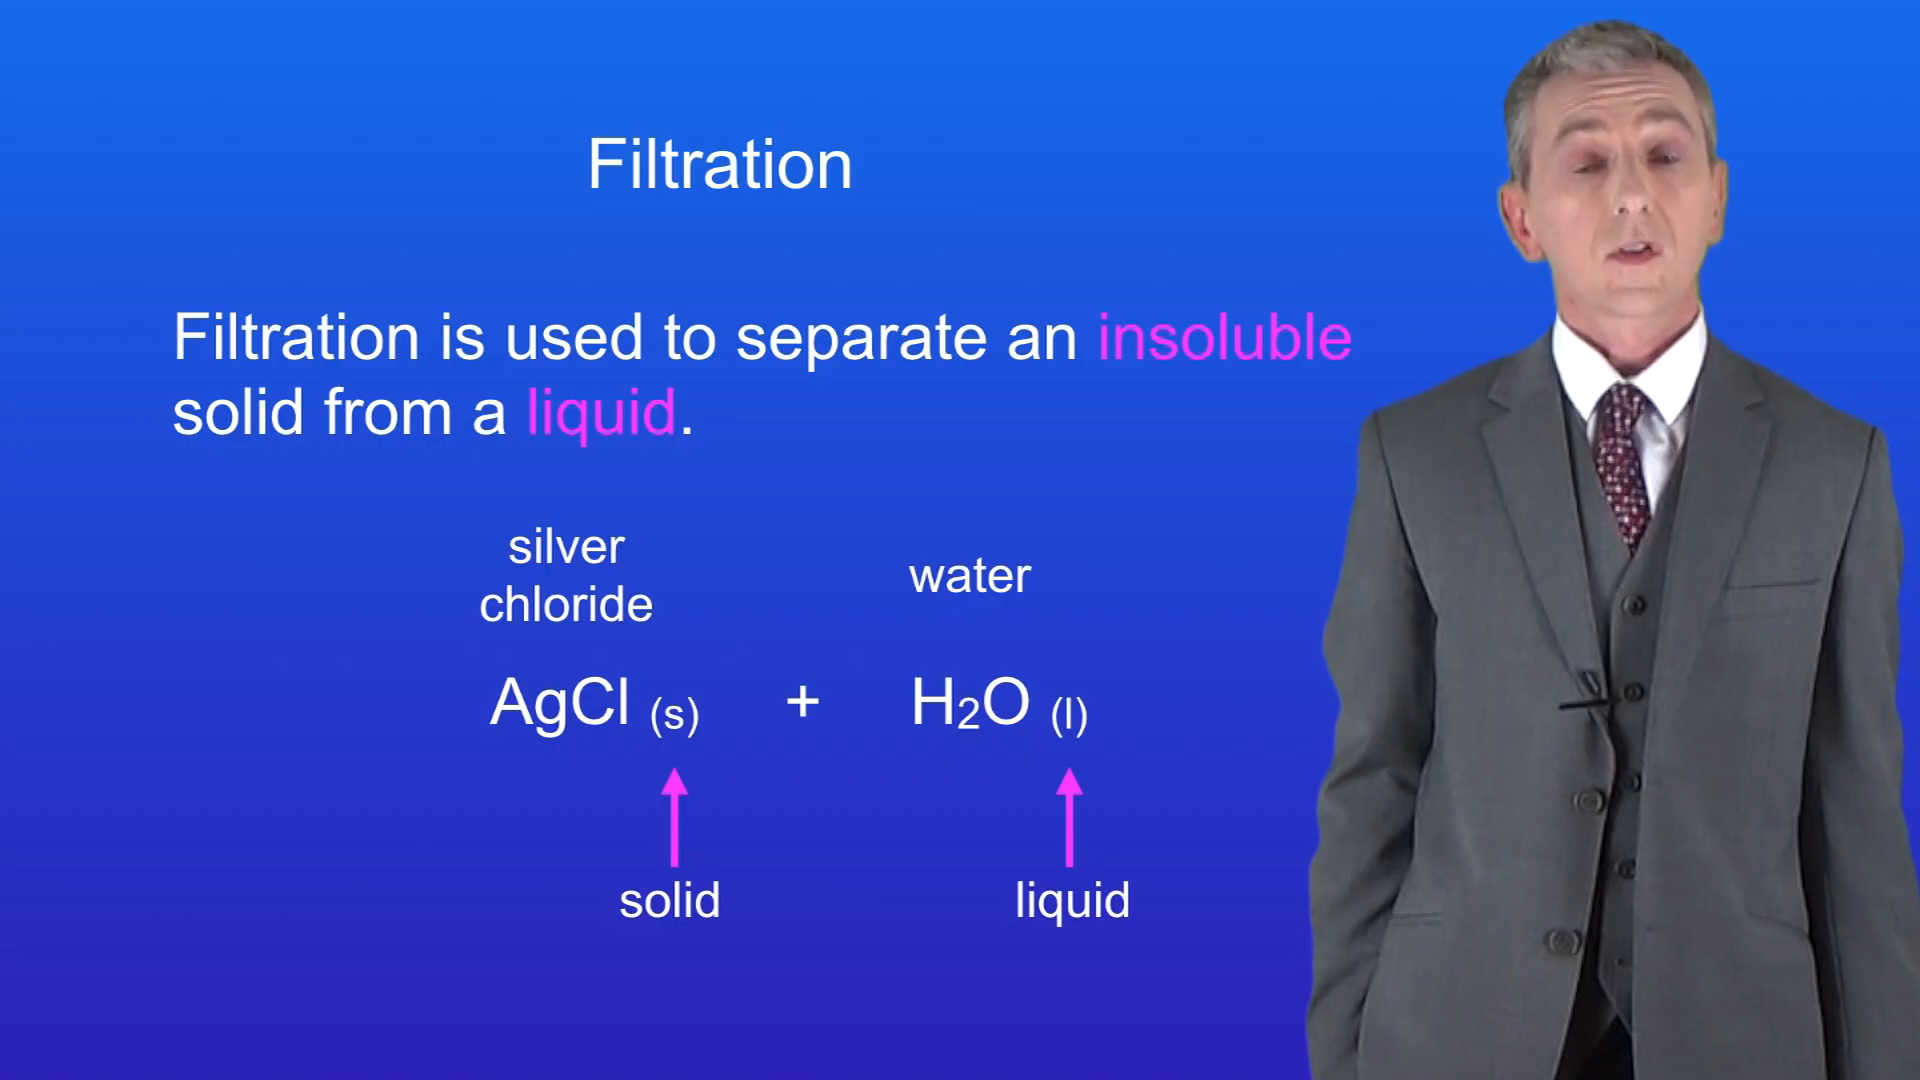 Filtration
Filtration is used to separate an insoluble
solid from a liquid.
silver
chloride
water
AgCl (s) + H₂O (l)
solid
liquid